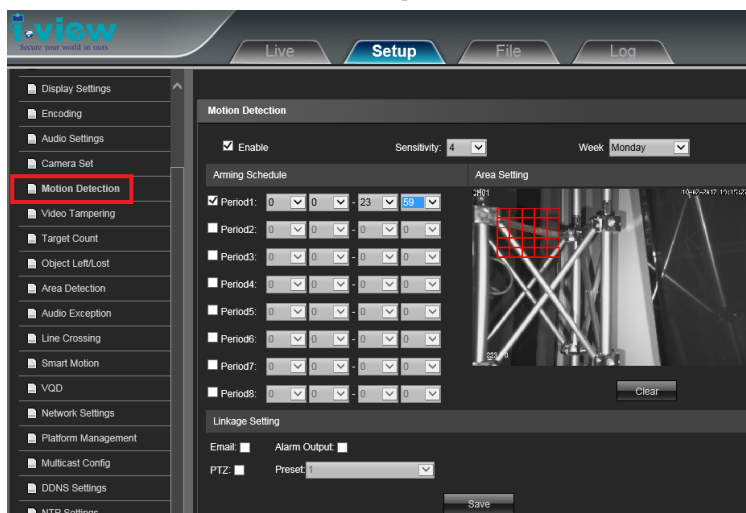 i-view
Secure your world in ours
Live
Setup
File
Log
Display Settings
Encoding
Audio Settings
Camera Set
Motion Detection
Video Tampering
Target Count
Object Left/Lost
Area Detection
Audio Exception
Line Crossing
Smart Motion
VQD
Network Settings
Platform Management
Multicast Config
DDNS Settings
NTP Settings
Motion Detection
Enable Sensitivity: 4 Week Monday
Arming Schedule
Period1: 0 0 - 23 59
Period2: 0 0 - 0 0
Period3: 0 0 - 0 0
Period4: 0 0 - 0 0
Period5: 0 0 - 0 0
Period6: 0 0 - 0 0
Period7: 0 0 - 0 0
Period8: 0 0 - 0 0
Area Setting
CH01
Clear
Linkage Setting
Email: Alarm Output:
PTZ: Preset: 1
Save